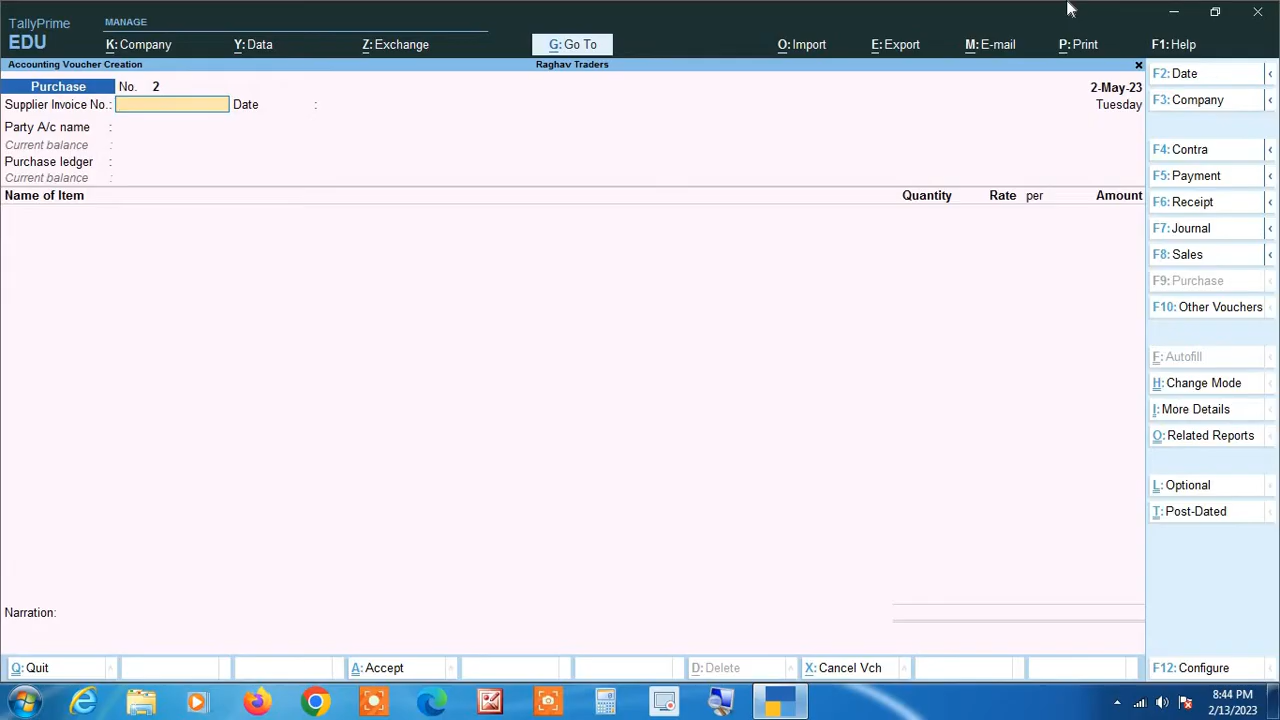 TallyPrime
EDU
MANAGE
K: Company
Y: Data
Z: Exchange
G: Go To
O: Import
E: Export
M: E-mail
P: Print
F1: Help
Accounting Voucher Creation
Raghav Traders
Purchase
No. 2
2-May-23
Supplier Invoice No.:
Date :
Tuesday
Party A/c name :
Current balance :
Purchase ledger :
Current balance :
Name of Item
Quantity
Rate
per
Amount
F2: Date
F3: Company
F4: Contra
F5: Payment
F6: Receipt
F7: Journal
F8: Sales
F9: Purchase
F10: Other Vouchers
F: Autofill
H: Change Mode
I: More Details
O: Related Reports
L: Optional
T: Post-Dated
Narration:
Q: Quit
A: Accept
D: Delete
X: Cancel Vch
F12: Configure
8:44 PM
2/13/2023